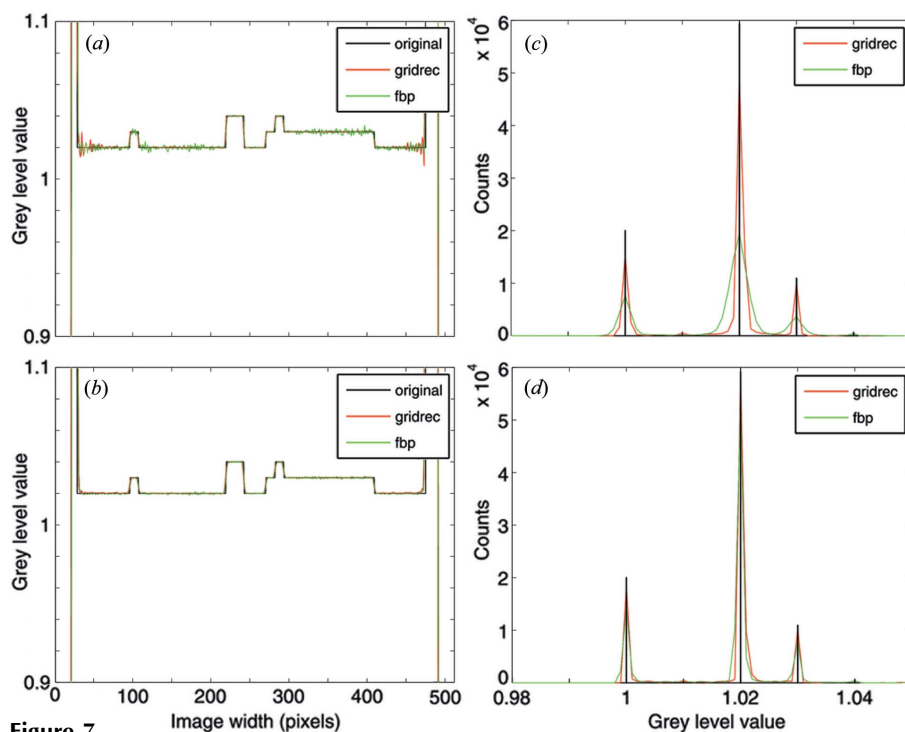 1.1
(a)
original
gridrec
fbp
Grey level value
1
0.9
6
5
4
3
2
1
0
x 10^4
(c)
gridrec
fbp
Counts
1.1
(b)
original
gridrec
fbp
Grey level value
1
0.9
0 100 200 300 400 500
Image width (pixels)
6
5
4
3
2
1
0
x 10^4
(d)
gridrec
fbp
Counts
0.98 1 1.02 1.04
Grey level value
Figure 7